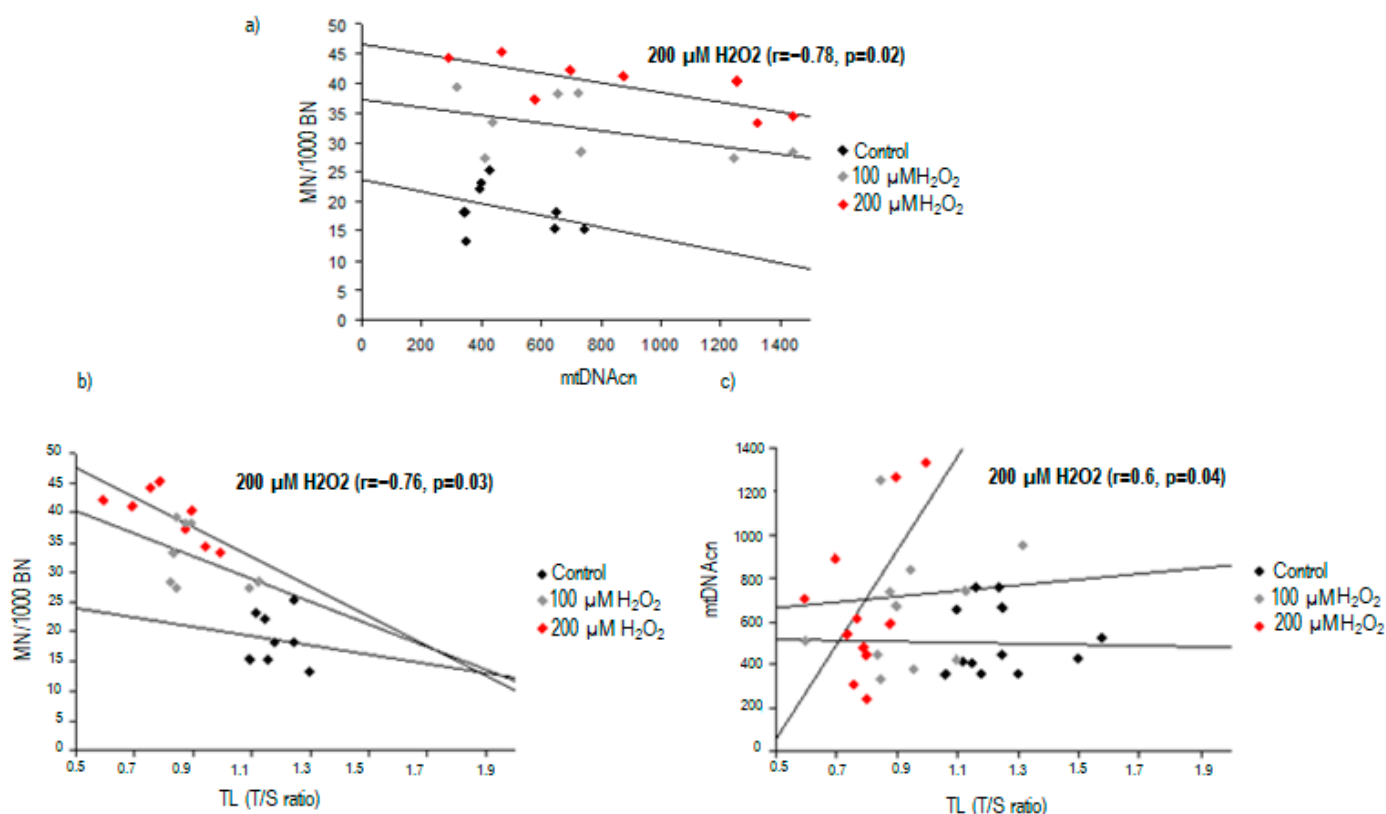 a)
50
45
40
35
30
25
20
15
10
5
0
MN/1000 BN
200 µM H2O2 (r=−0.78, p=0.02)
Control
100 µMH₂O₂
200 µMH₂O₂
0 200 400 600 800 1000 1200 1400
mtDNAcn
b)
50
45
40
35
30
25
20
15
10
5
0
MN/1000 BN
200 µM H2O2 (r=−0.76, p=0.03)
Control
100 µM H₂O₂
200 µM H₂O₂
0.5 0.7 0.9 1.1 1.3 1.5 1.7 1.9
TL (T/S ratio)
c)
1400
1200
1000
800
600
400
200
0
mtDNAcn
200 µM H2O2 (r=0.6, p=0.04)
Control
100 µM H₂O₂
200 µM H₂O₂
0.5 0.7 0.9 1.1 1.3 1.5 1.7 1.9
TL (T/S ratio)